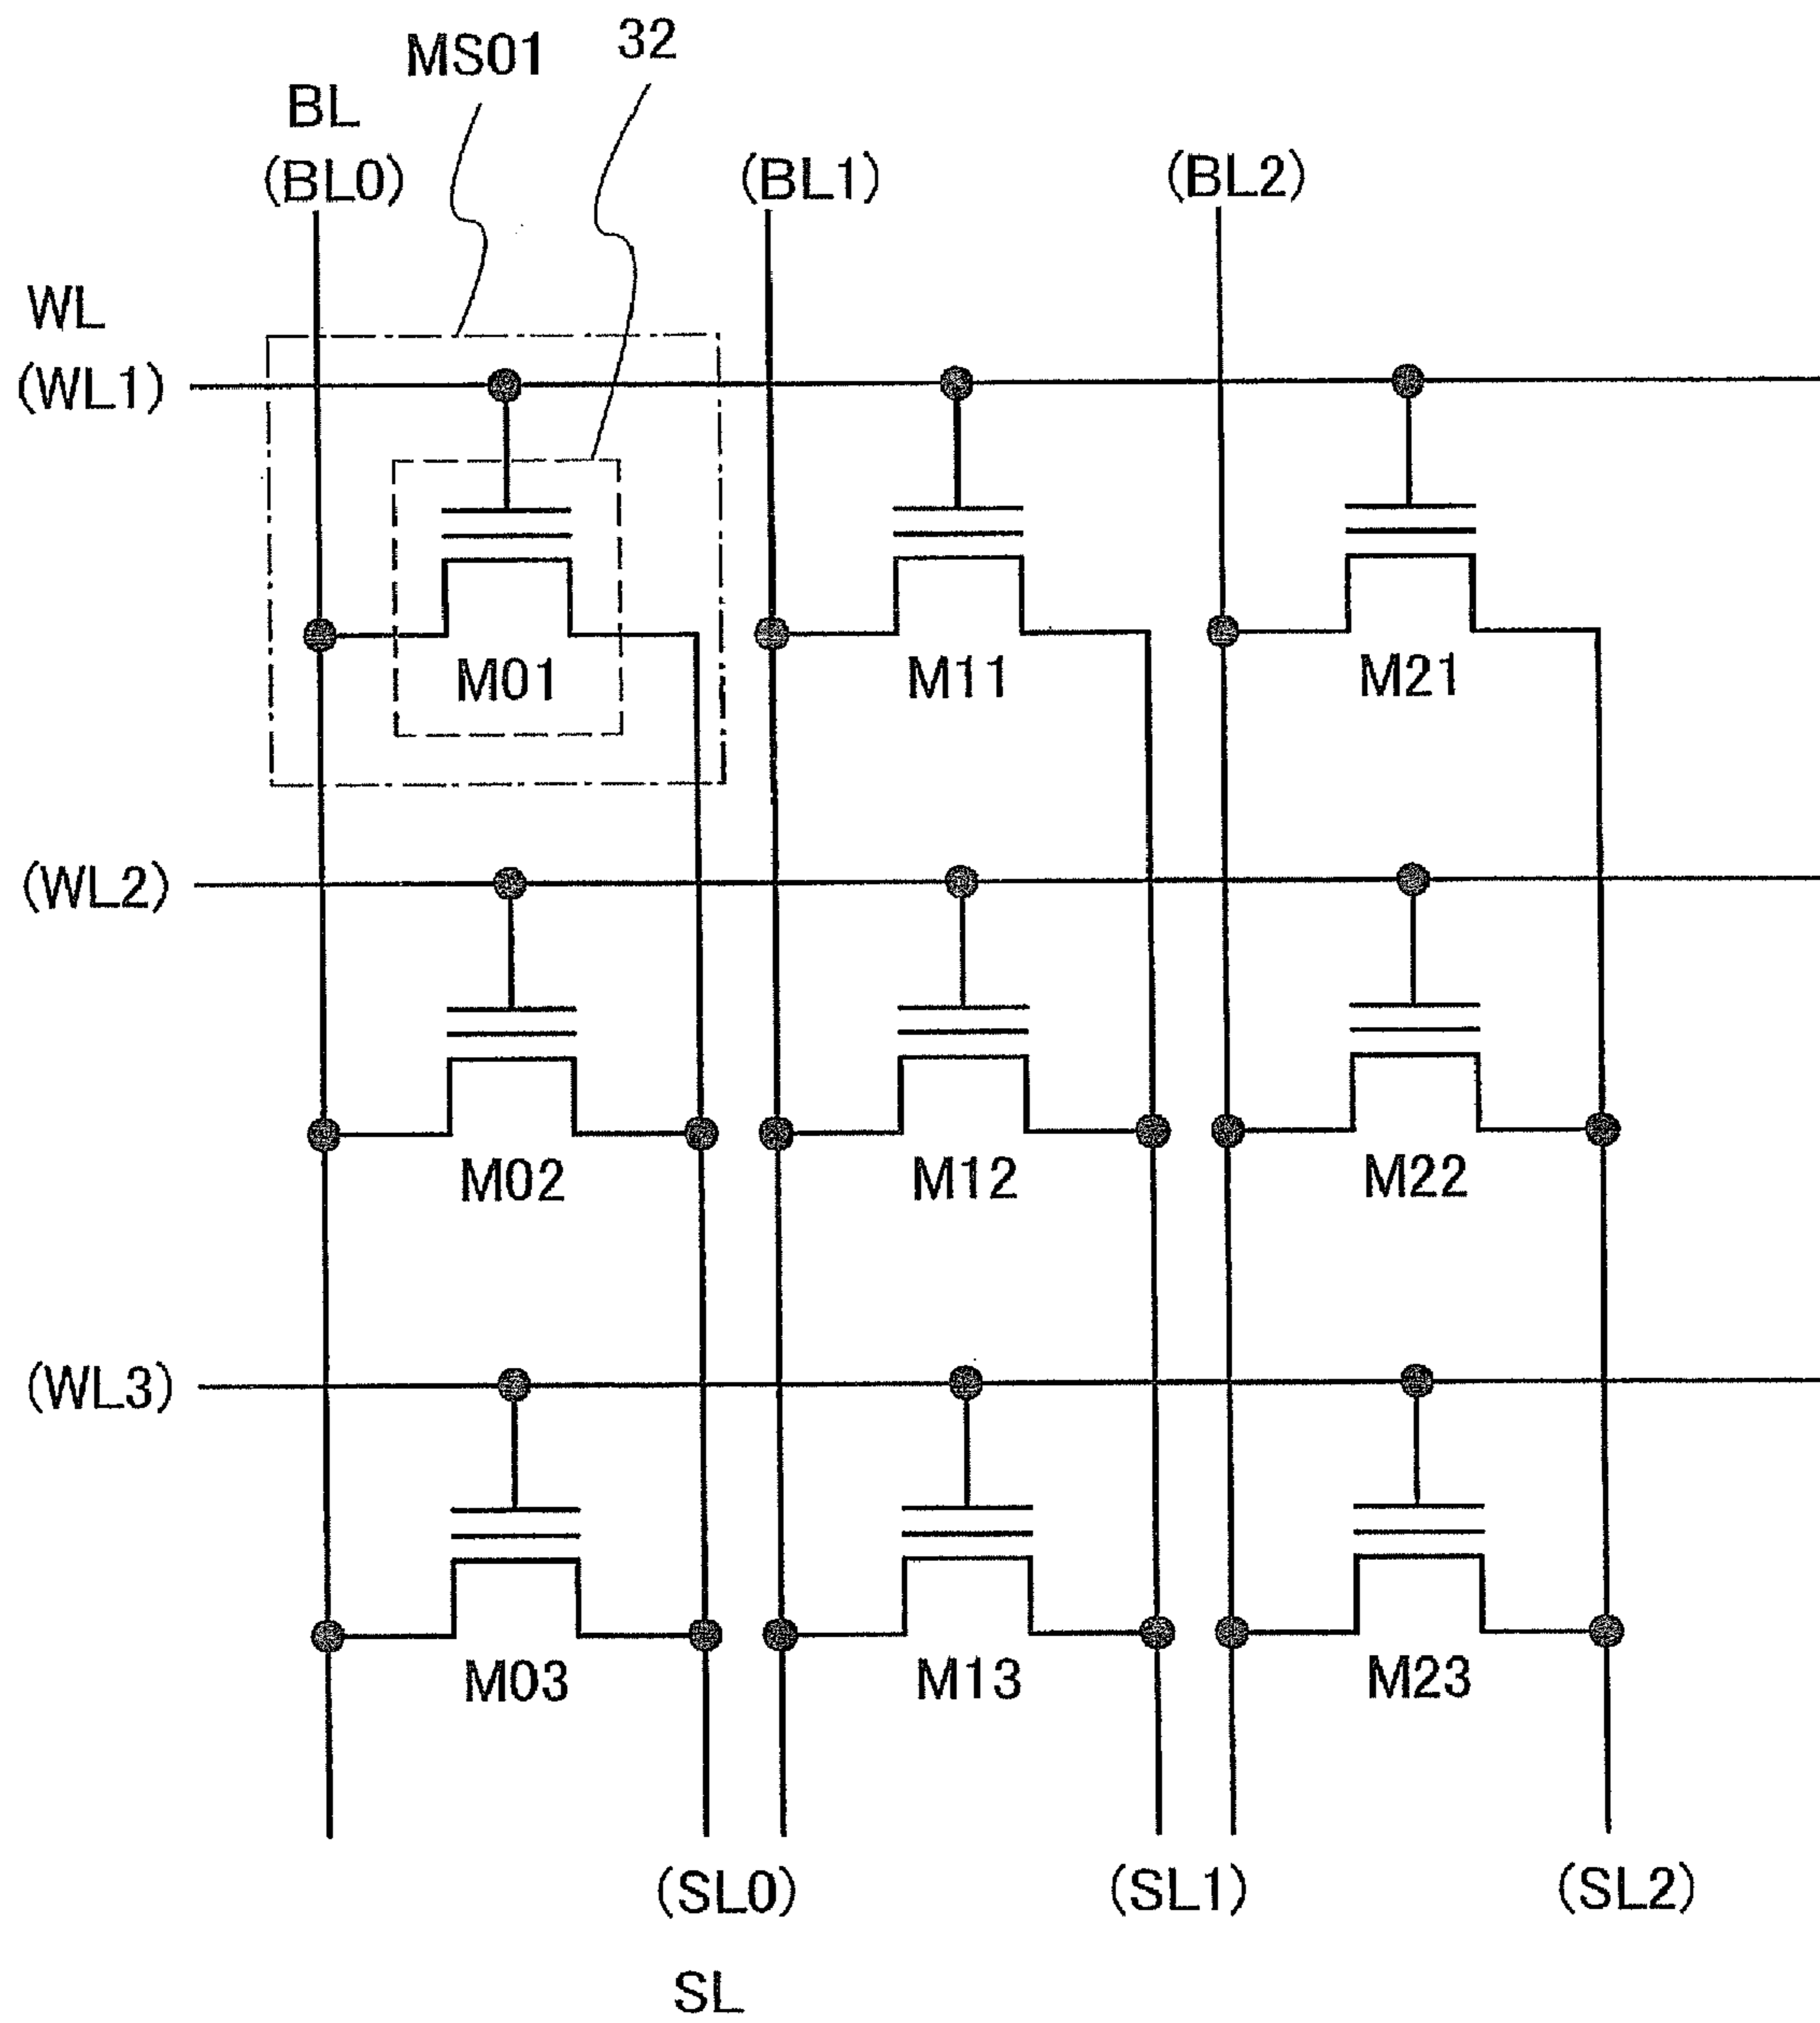 MS01
32
BL
(BL0)
(BL1)
(BL2)
WL
(WL1)
M01
M11
M21
(WL2)
M02
M12
M22
(WL3)
M03
M13
M23
(SL0)
(SL1)
(SL2)
SL